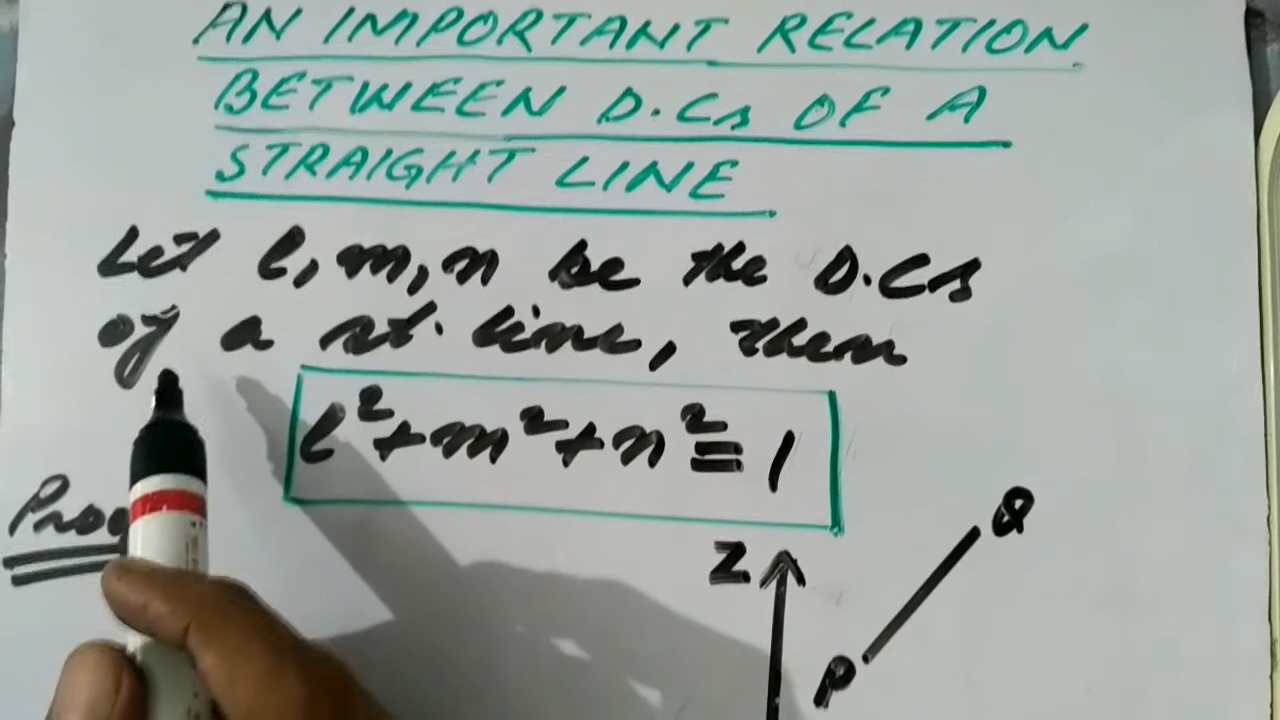 AN IMPORTANT RELATION
BETWEEN D.Cs OF A
STRAIGHT LINE
Let l, m, n be the D.Cs
of a st. line, then
l²+m²+n²=1
Z
Q
P